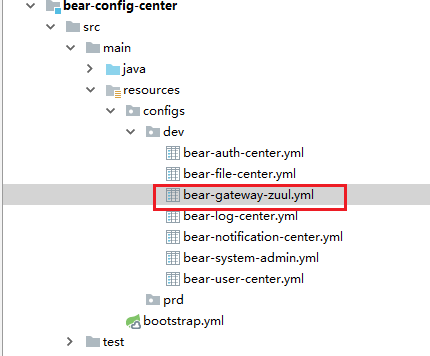 bear-config-center
src
main
java
resources
configs
dev
bear-auth-center.yml
bear-file-center.yml
bear-gateway-zuul.yml
bear-log-center.yml
bear-notification-center.yml
bear-system-admin.yml
bear-user-center.yml
prd
bootstrap.yml
test